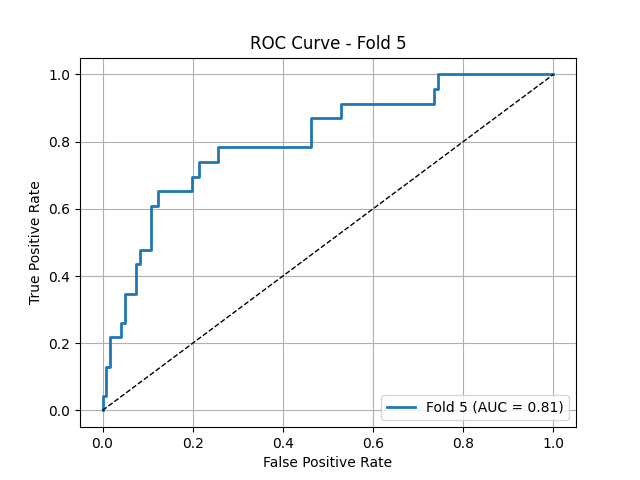 ROC Curve - Fold 5
True Positive Rate
1.0
0.8
0.6
0.4
0.2
0.0
0.0 0.2 0.4 0.6 0.8 1.0
False Positive Rate
Fold 5 (AUC = 0.81)